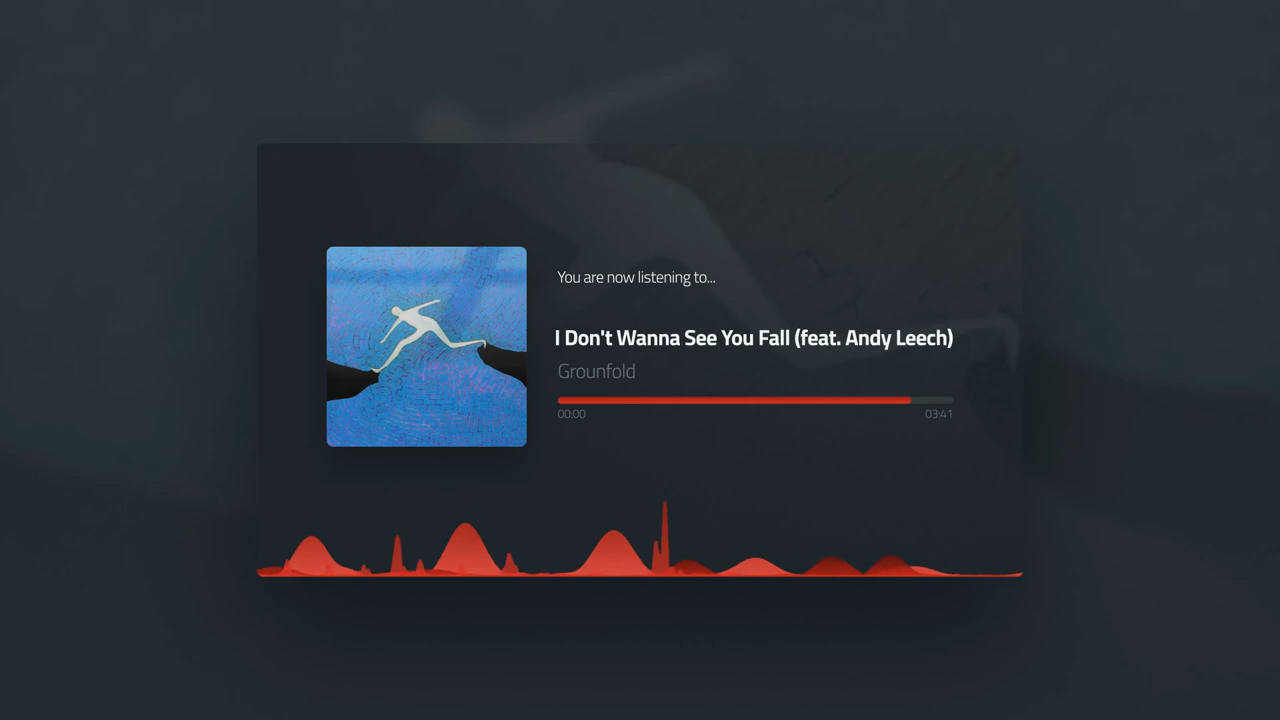 You are now listening to...
I Don't Wanna See You Fall (feat. Andy Leech)
Grounfold
00:00 03:41